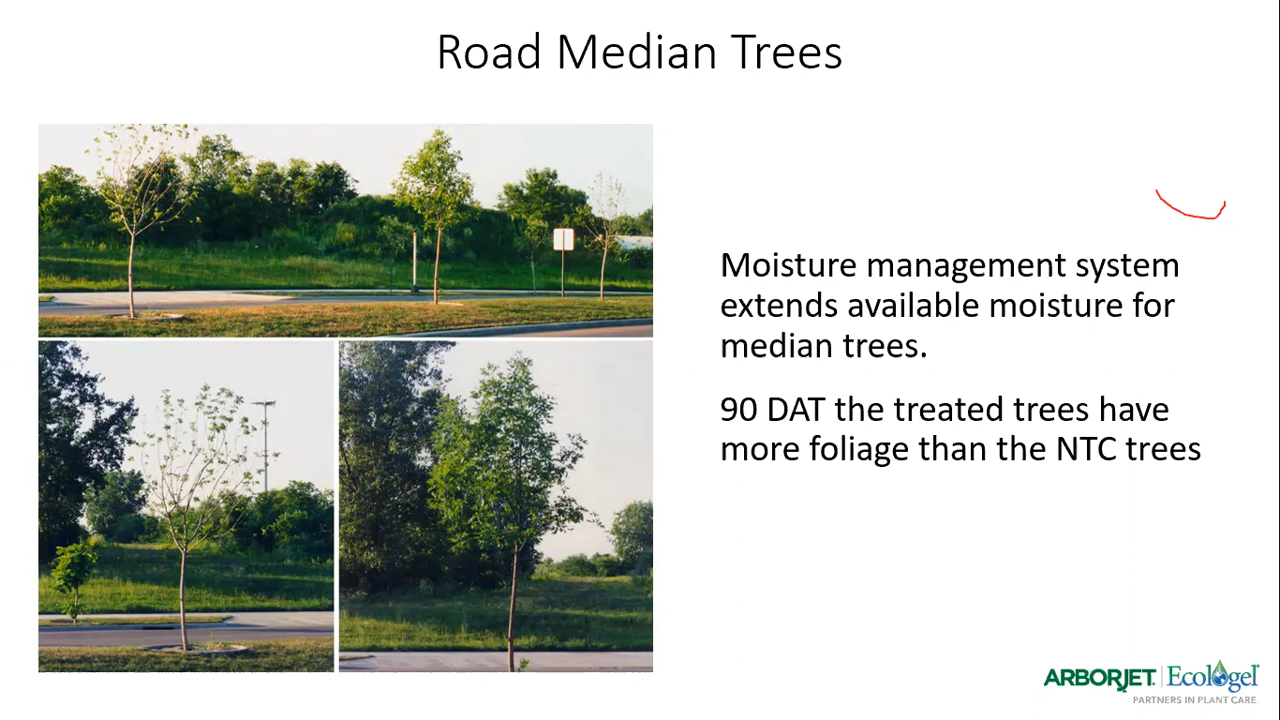 Road Median Trees
Moisture management system
extends available moisture for
median trees.
90 DAT the treated trees have
more foliage than the NTC trees
ARBORJET | Ecologel
PARTNERS IN PLANT CARE